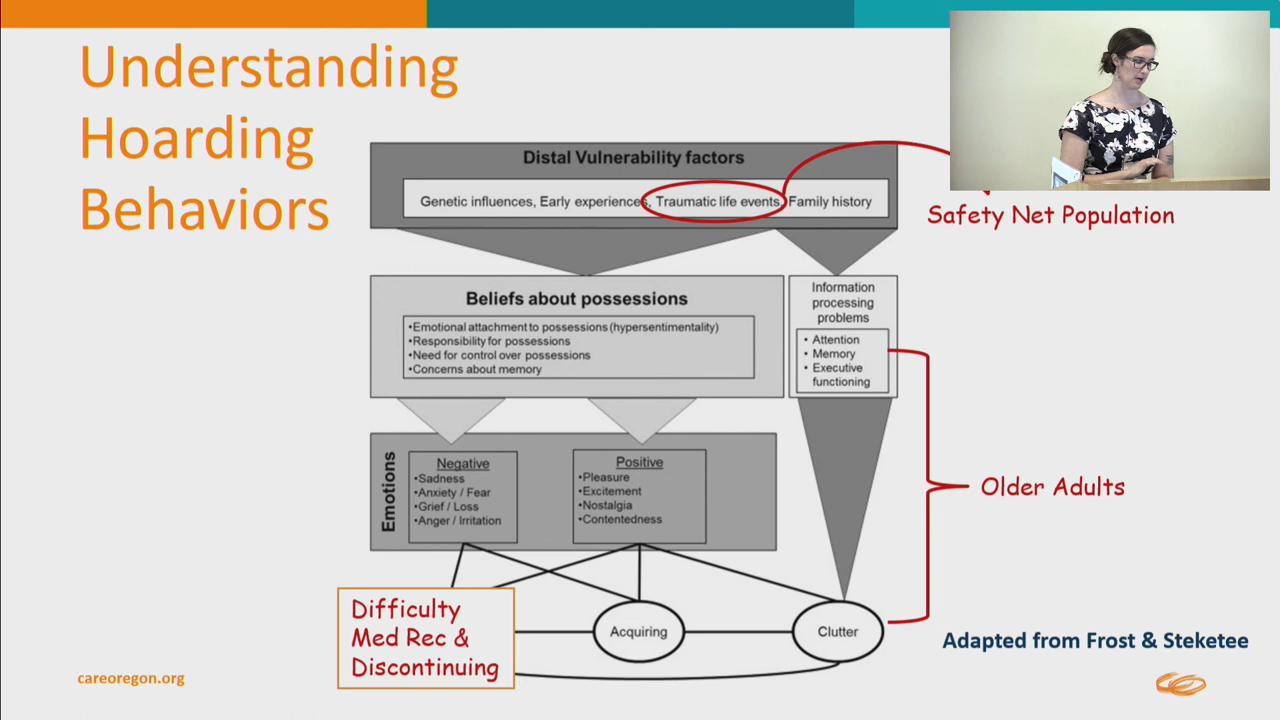 Understanding
Hoarding
Behaviors
Distal Vulnerability factors
Genetic influences, Early experiences, Traumatic life events, Family history
Safety Net Population
Beliefs about possessions
•Emotional attachment to possessions (hypersentimentality)
•Responsibility for possessions
•Need for control over possessions
•Concerns about memory
Information
processing
problems
• Attention
• Memory
• Executive
functioning
Emotions
Negative
•Sadness
•Anxiety / Fear
•Grief / Loss
•Anger / Irritation
Positive
•Pleasure
•Excitement
•Nostalgia
•Contentedness
Older Adults
Difficulty
Med Rec &
Discontinuing
Acquiring
Clutter
Adapted from Frost & Steketee
careoregon.org